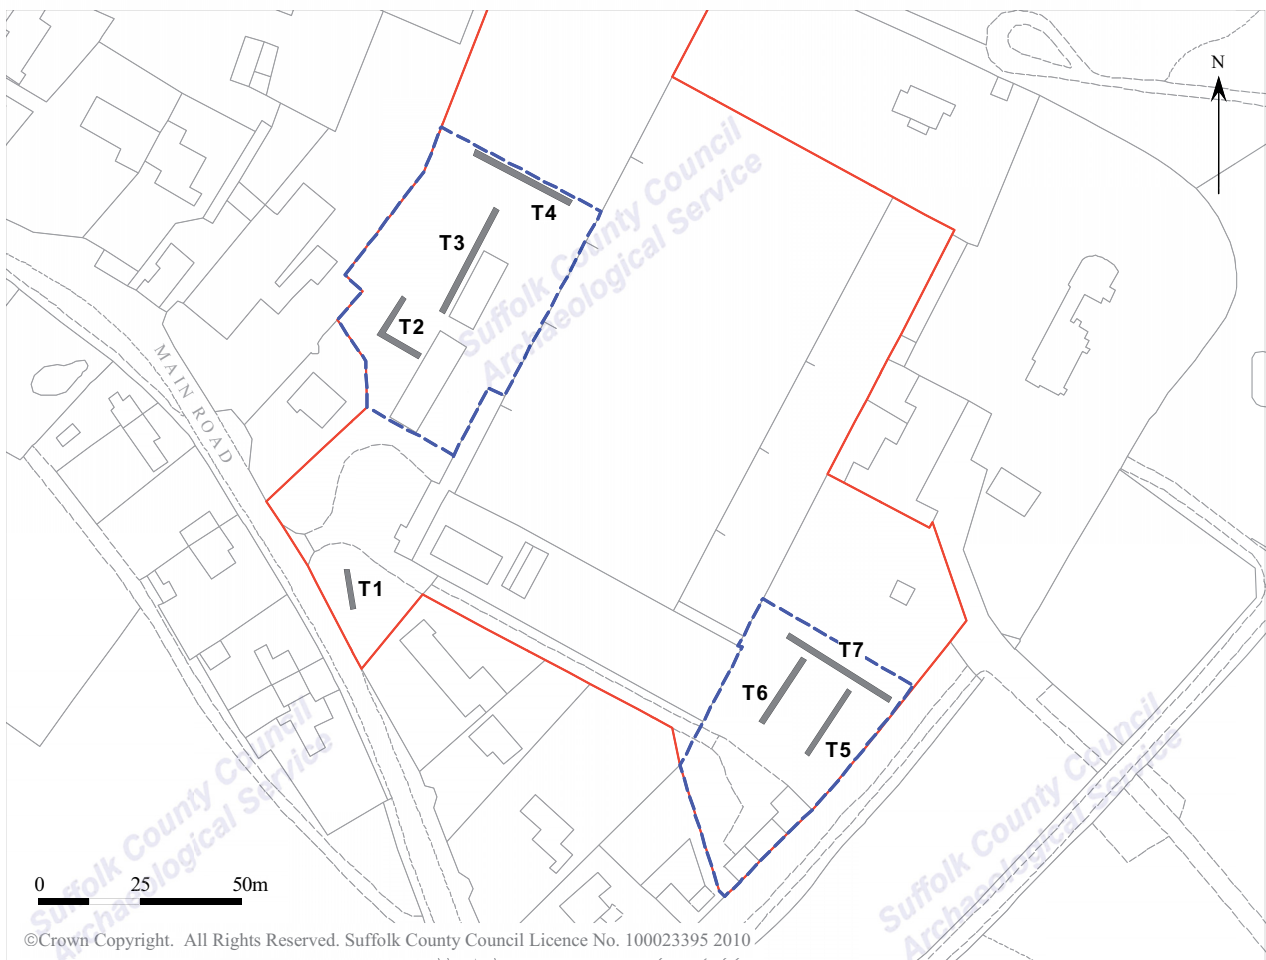 N
Suffolk County Council
Archaeological Service
T4
T3
T2
MAIN ROAD
T1
T7
T6
T5
Suffolk County Council
Archaeological Service
Suffolk County Council
Archaeological Service
0 25 50m
©Crown Copyright. All Rights Reserved. Suffolk County Council Licence No. 100023395 2010